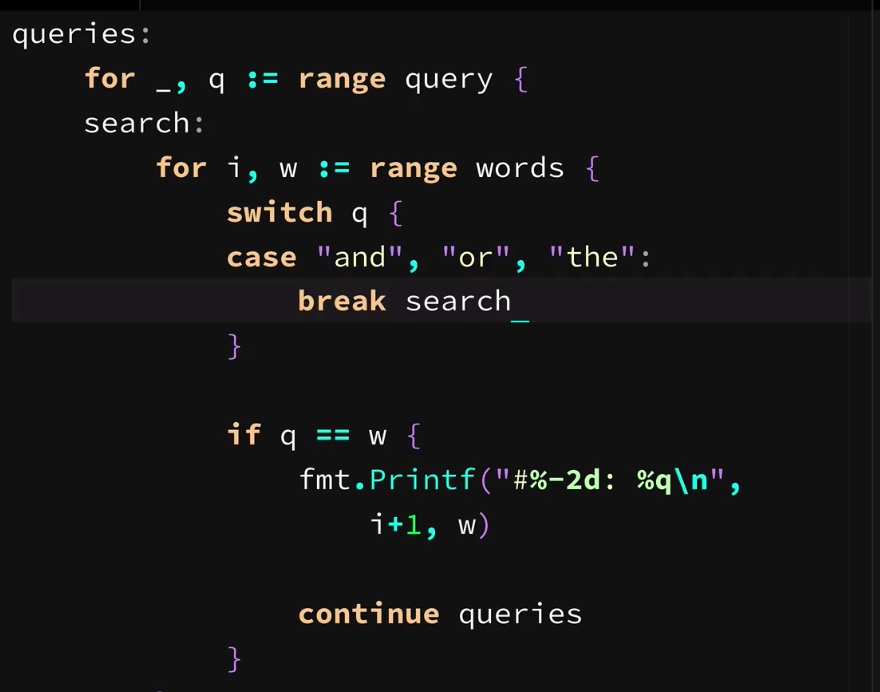 queries:
    for _, q := range query {
    search:
        for i, w := range words {
            switch q {
            case "and", "or", "the":
                break search_
            }

            if q == w {
                fmt.Printf("#%-2d: %q\n",
                    i+1, w)

                continue queries
            }